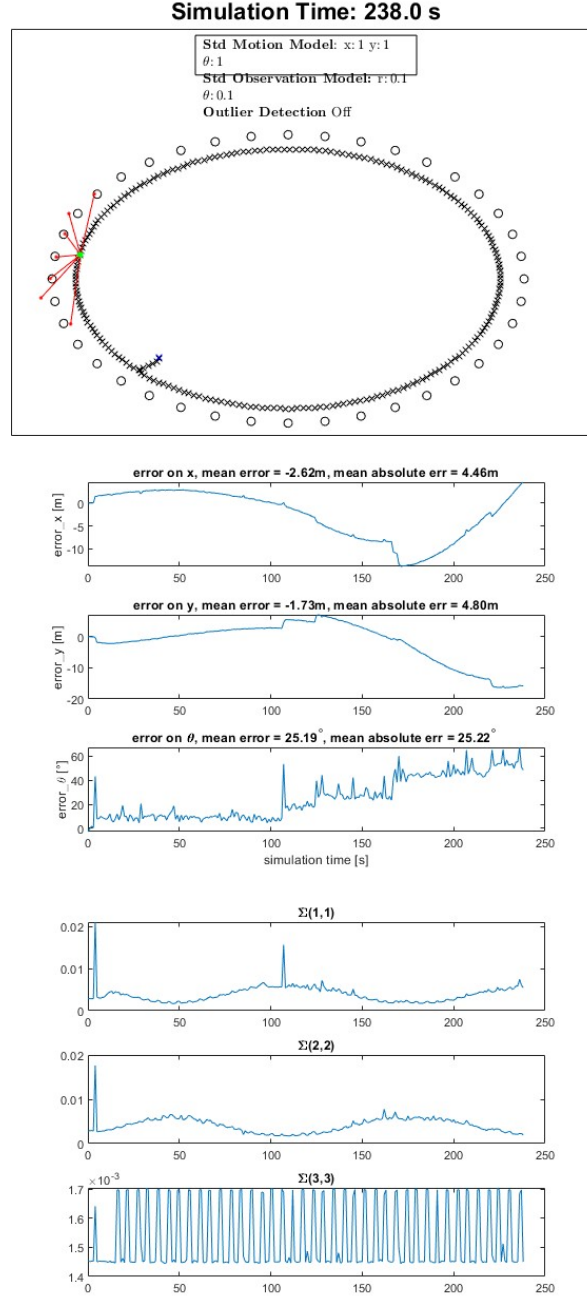 Simulation Time: 238.0 s
Std Motion Model: x:1 y:1
θ:1
Std Observation Model: r:0.1
θ:0.1
Outlier Detection Off
error on x, mean error = -2.62m, mean absolute err = 4.46m
error_x [m]
0
-5
-10
0 50 100 150 200 250
error on y, mean error = -1.73m, mean absolute err = 4.80m
error_y [m]
0
-10
-20
0 50 100 150 200 250
error on θ, mean error = 25.19°, mean absolute err = 25.22°
error_θ [°]
60
40
20
0
0 50 100 150 200 250
simulation time [s]
Σ(1,1)
0.02
0.01
0
0 50 100 150 200 250
Σ(2,2)
0.02
0.01
0
0 50 100 150 200 250
Σ(3,3)
×10⁻³
1.7
1.6
1.5
1.4
0 50 100 150 200 250